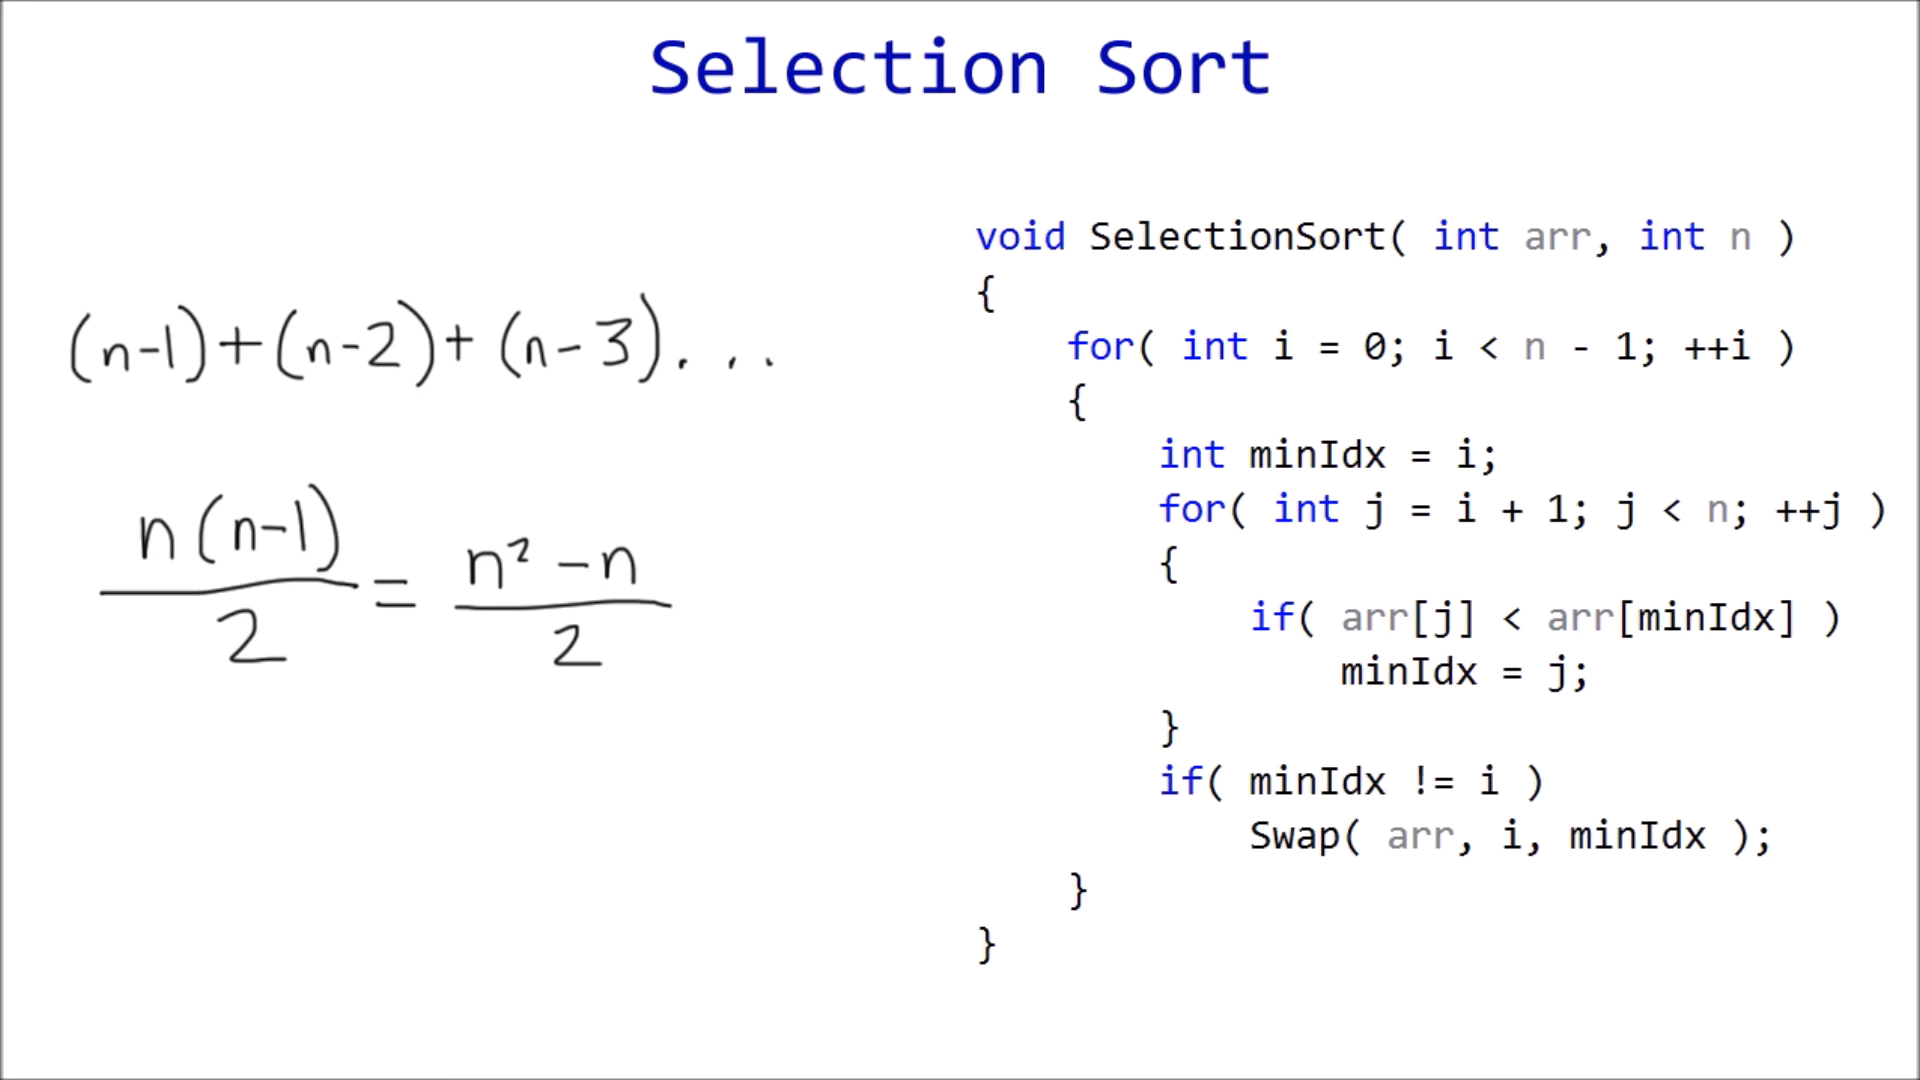 Selection Sort
(n-1)+(n-2)+(n-3)...
n(n-1)
2
=
n² -n
2
void SelectionSort( int arr, int n )
{
for( int i = 0; i < n - 1; ++i )
{
int minIdx = i;
for( int j = i + 1; j < n; ++j )
{
if( arr[j] < arr[minIdx] )
minIdx = j;
}
if( minIdx != i )
Swap( arr, i, minIdx );
}
}